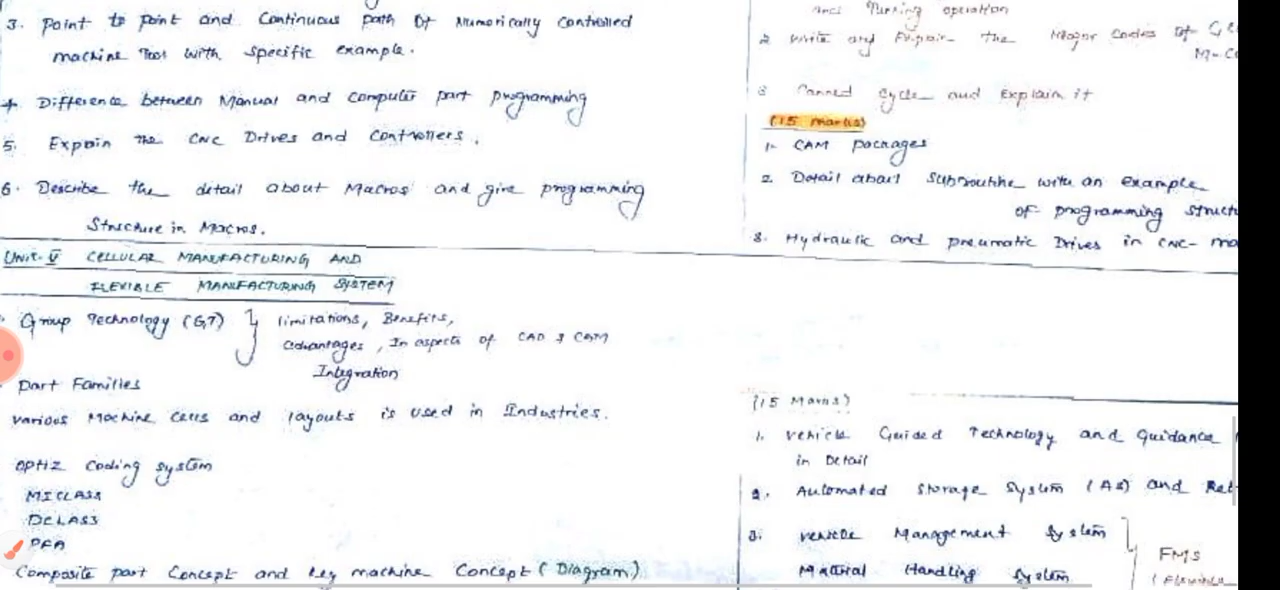 3. Point to Point and Continuous path of Numerically controlled
machine Tool with specific example.
4. Difference between Manual and computer part programming
5. Explain the CNC Drives and Controllers.
6. Describe the detail about Macros and give programming
Structure in Macros.
Unit-V CELLULAR MANUFACTURING AND
FLEXIBLE MANUFACTURING SYSTEM
Group Technology (GT) } limitations, Benefits,
advantages, In aspects of CAD & CAM
Integration
Part Families
Various Machine cells and layouts is used in Industries.
OPTIZ coding system
MICLASS
DCLASS
PFA
Composite part Concept and key machine Concept (Diagram)
Turning operation
2 Write and Explain the Major Codes of G
M-Co
3 Canned Cycle and Explain it
(15 marks)
1. CAM packages
2. Detail about Subroutine with an example
of programming struct
3. Hydraulic and pneumatic Drives in CNC- ma
(15 Marks)
1. Vehicle Guided Technology and Guidance
in Detail
2. Automated Storage System (AS) and Ret
3. Vehicle Management System
Material Handling System
FMS
(Flexible